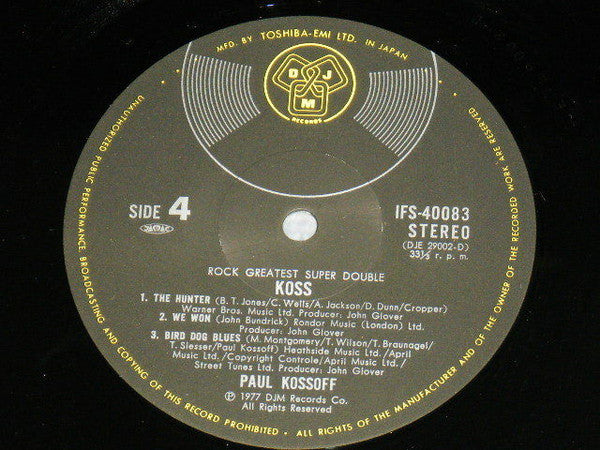 MFD. BY TOSHIBA-EMI LTD. IN JAPAN
D J M
RECORDS
SIDE 4
IFS-40083
STEREO
(DJE 29002-D)
33⅓ r. p. m.
ROCK GREATEST SUPER DOUBLE
KOSS
1. THE HUNTER (B. T. Jones/C. Wells/A. Jackson/D. Dunn/Cropper)
Warner Bros. Music Ltd. Producer: John Glover
2. WE WON (John Bundrick) Rondor Music (London) Ltd.
Producer: John Glover
3. BIRD DOG BLUES (M. Montgomery/T. Wilson/T. Braunagel/
T. Slesser/Paul Kossoff) Heathside Music Ltd./April
Music Ltd./Copyright Controle/April Music Ltd./
Street Tunes Ltd. Producer: John Glover
PAUL KOSSOFF
Ⓟ 1977 DJM Records Co.
All Rights Reserved
UNAUTHORIZED PUBLIC PERFORMANCE BROADCASTING AND COPYING OF THIS RECORD PROHIBITED • ALL RIGHTS OF THE MANUFACTURER AND OF THE OWNER OF THE RECORDED WORK ARE RESERVED